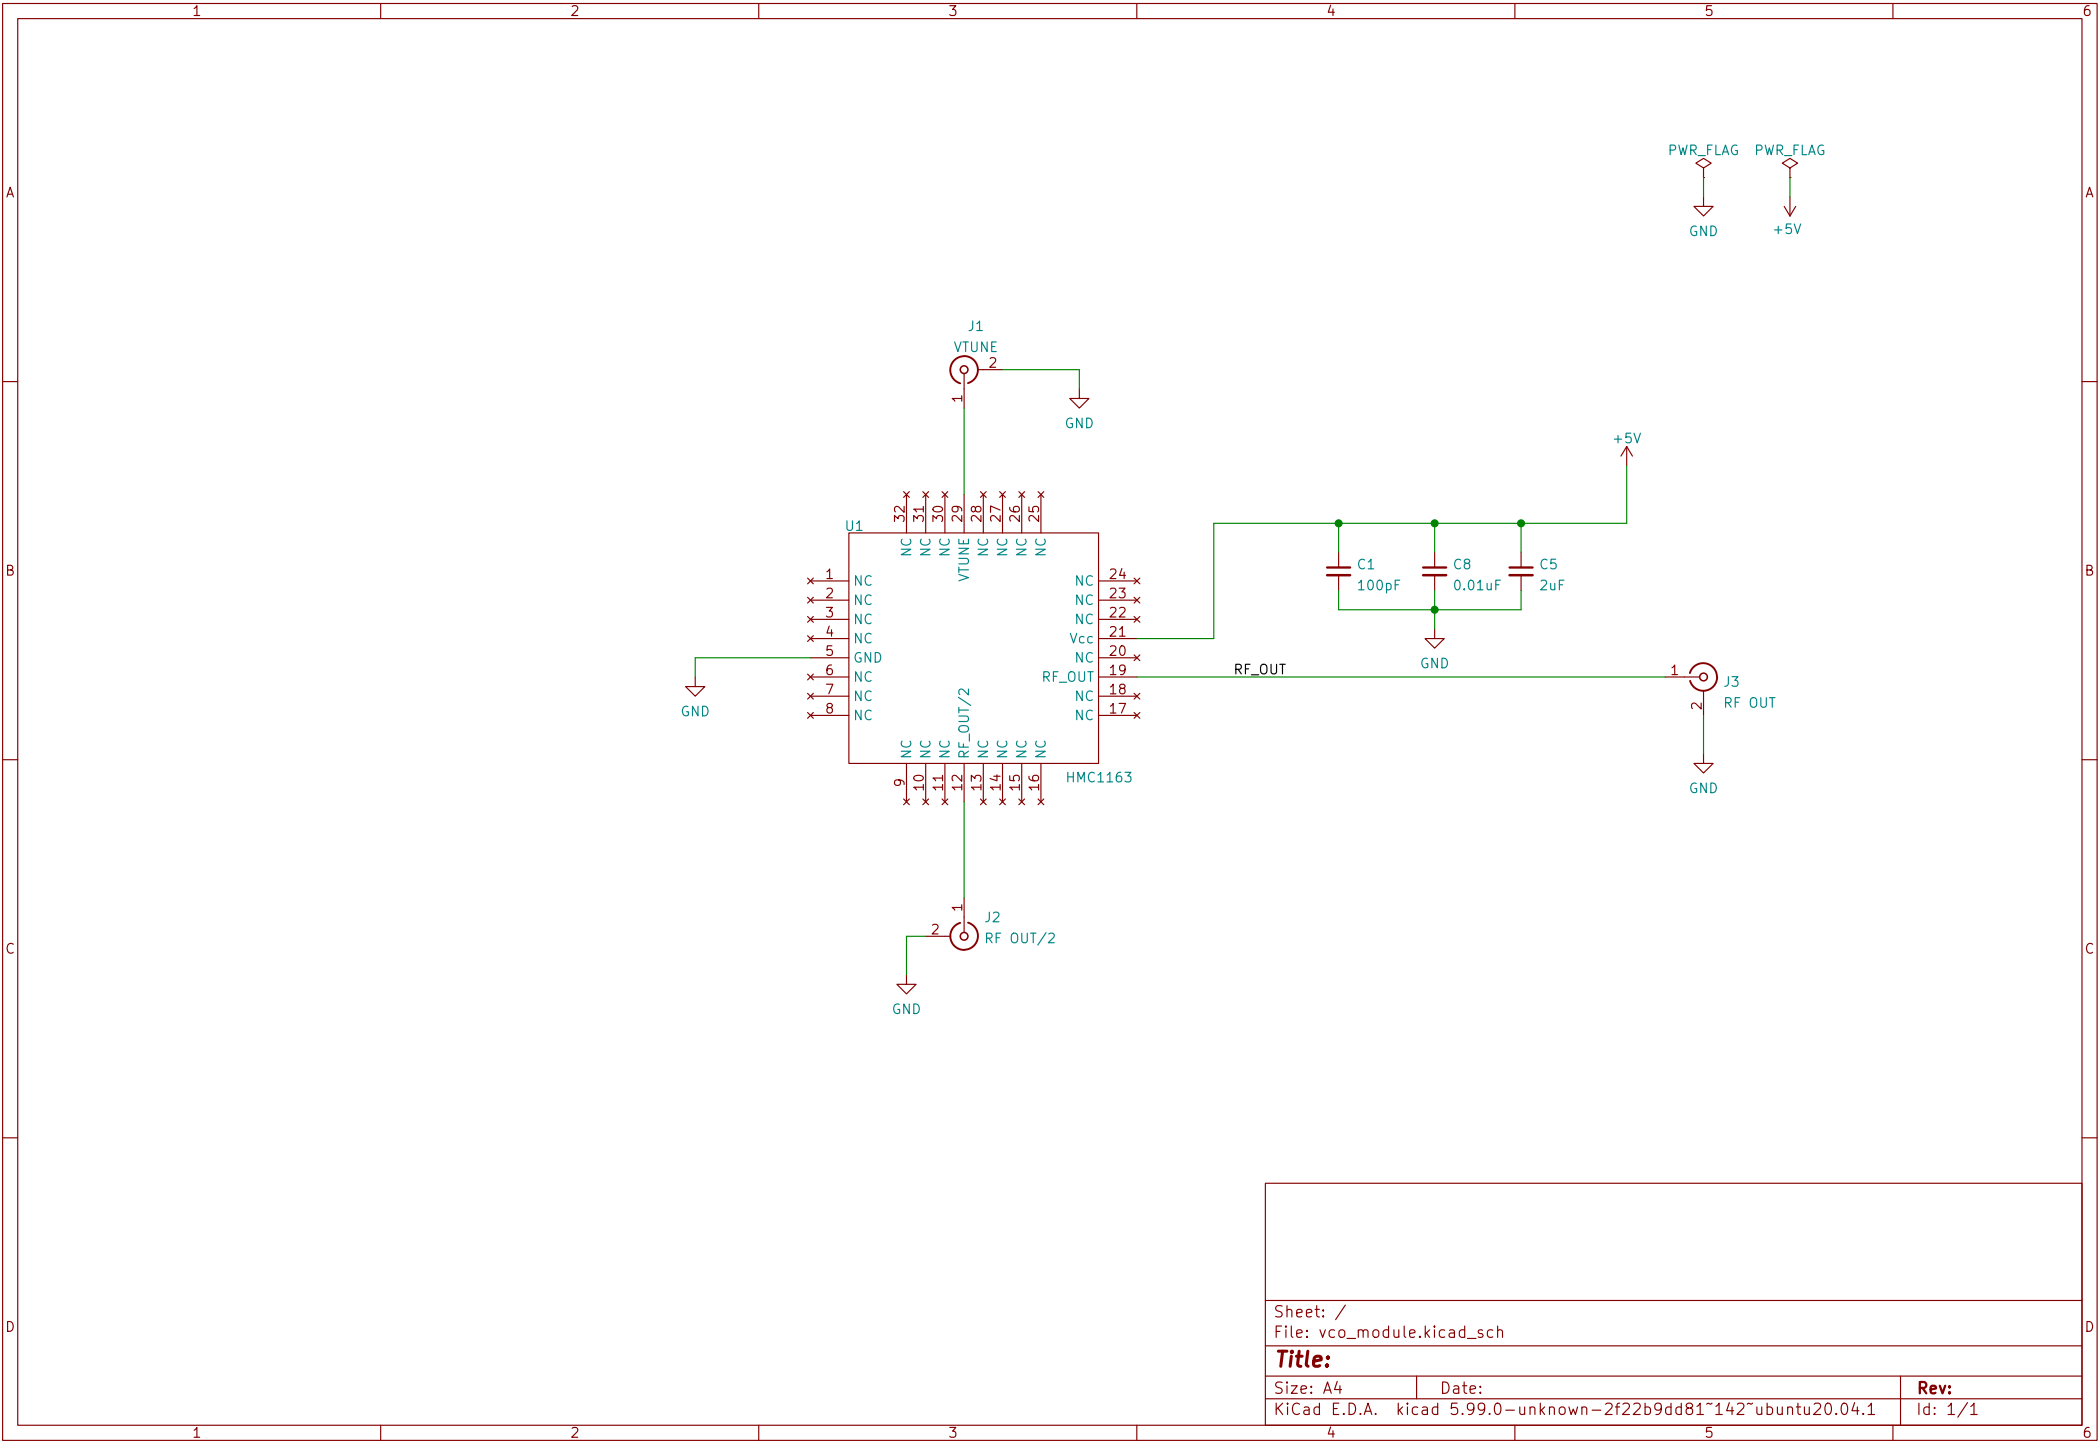 1 2 3 4 5 6
A A
PWR_FLAG PWR_FLAG
GND +5V
J1
VTUNE
2
1
GND
+5V
32 31 30 29 28 27 26 25
U1
NC NC NC VTUNE NC NC NC NC
B B
1 NC NC 24
2 NC NC 23
3 NC NC 22
4 NC Vcc 21
5 GND NC 20
6 NC RF_OUT 19
7 NC NC 18
8 NC NC 17
NC NC NC RF_OUT/2 NC NC NC NC
9 10 11 12 13 14 15 16
HMC1163
GND
C1
100pF
C8
0.01uF
C5
2uF
GND
RF_OUT
1
J3
RF OUT
2
GND
1
J2
2
RF OUT/2
GND
C C
D D
Sheet: /
File: vco_module.kicad_sch
Title:
Size: A4 Date: Rev:
KiCad E.D.A. kicad 5.99.0-unknown-2f22b9dd81~142~ubuntu20.04.1 Id: 1/1
1 2 3 4 5 6